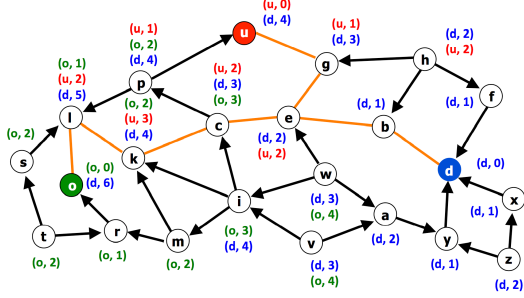 (u, 0)
(d, 4)
u
(u, 1)
(o, 2)
(d, 4)
p
(u, 1)
(d, 3)
g
(d, 2)
(u, 2)
h
(o, 1)
(u, 2)
(d, 5)
l
(u, 2)
(d, 3)
(o, 3)
c
(o, 2)
(u, 3)
(d, 4)
k
e
(d, 2)
(u, 2)
(d, 1)
b
(d, 1)
f
(o, 2)
s
(o, 0)
(d, 6)
o
d
(d, 0)
w
(d, 3)
(o, 4)
i
(o, 3)
(d, 4)
a
(d, 2)
x
(d, 1)
t
(o, 2)
r
(o, 1)
m
(o, 2)
v
(d, 3)
(o, 4)
y
(d, 1)
z
(d, 2)